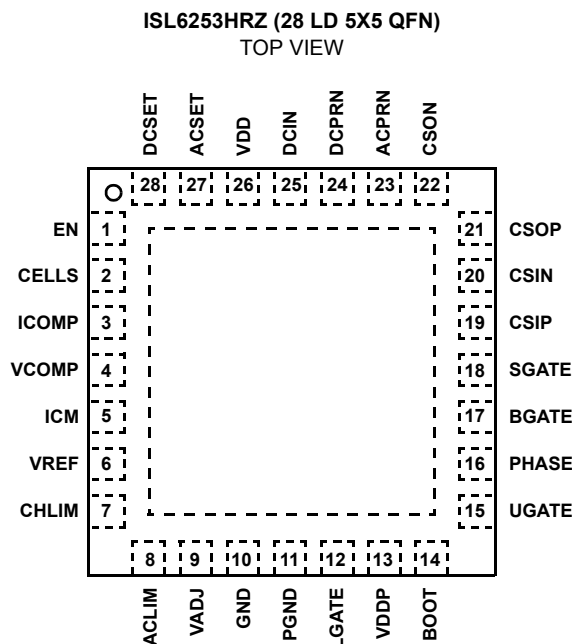 ISL6253HRZ (28 LD 5X5 QFN)
TOP VIEW
DCSET
ACSET
VDD
DCIN
DCPRN
ACPRN
CSON
28 27 26 25 24 23 22
EN 1 21 CSOP
CELLS 2 20 CSIN
ICOMP 3 19 CSIP
VCOMP 4 18 SGATE
ICM 5 17 BGATE
VREF 6 16 PHASE
CHLIM 7 15 UGATE
8 9 10 11 12 13 14
ACLIM
VADJ
GND
PGND
LGATE
VDDP
BOOT